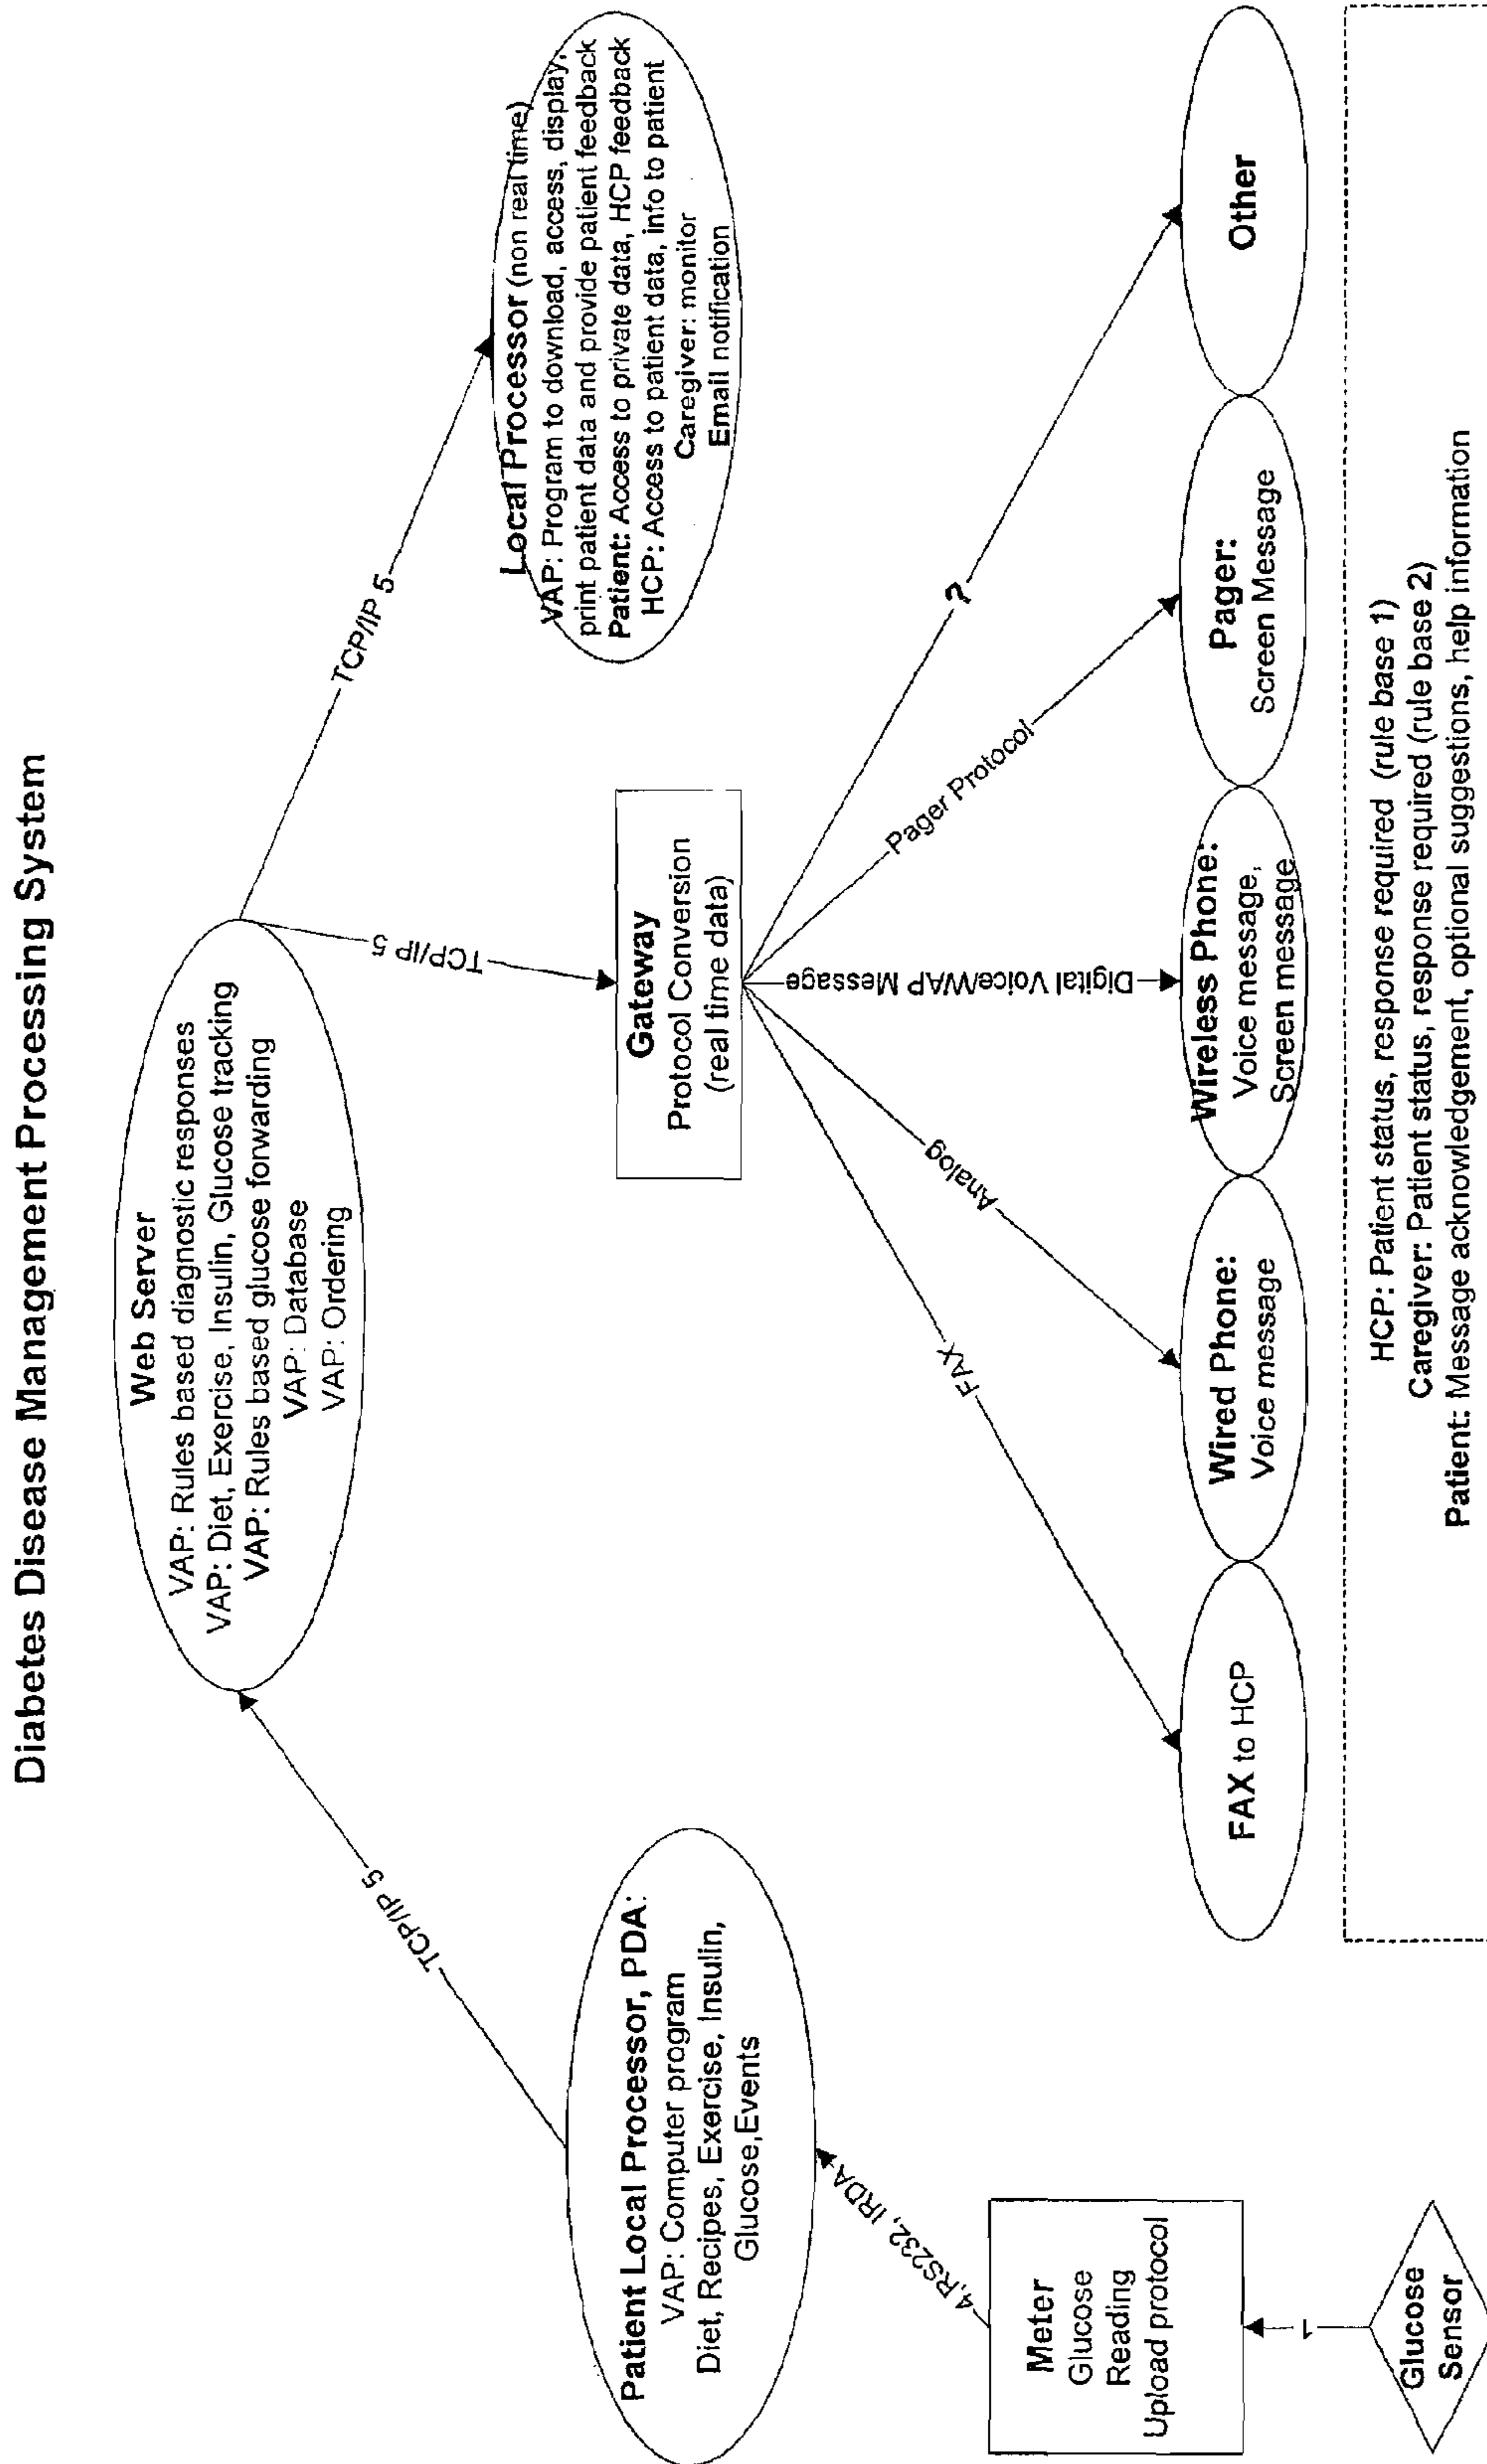 Diabetes Disease Management Processing System
Web Server
VAP: Rules based diagnostic responses
VAP: Diet, Exercise, Insulin, Glucose tracking
VAP: Rules based glucose forwarding
VAP: Database
VAP: Ordering
TCP/IP 5
TCP/IP 5
TCP/IP 5
Patient Local Processor, PDA:
VAP: Computer program
Diet, Recipes, Exercise, Insulin,
Glucose,Events
Gateway
Protocol Conversion
(real time data)
Local Processor (non real time)
VAP: Program to download, access, display,
print patient data and provide patient feedback
Patient: Access to private data, HCP feedback
HCP: Access to patient data, info to patient
Caregiver: monitor
Email notification
4,RS232, IRDA
FAX
Analog
Digital Voice/WAP Message
Pager Protocol
?
Meter
Glucose
Reading
Upload protocol
1
Glucose
Sensor
FAX to HCP
Wired Phone:
Voice message
Wireless Phone:
Voice message,
Screen message
Pager:
Screen Message
Other
HCP: Patient status, response required (rule base 1)
Caregiver: Patient status, response required (rule base 2)
Patient: Message acknowledgement, optional suggestions, help information